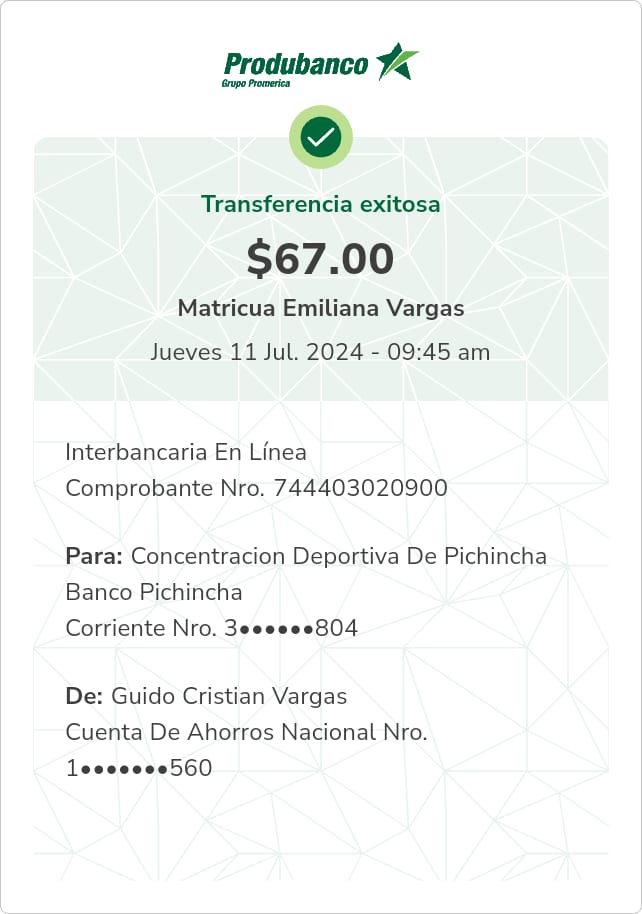 Produbanco
Grupo Promerica
Transferencia exitosa
$67.00
Matricua Emiliana Vargas
Jueves 11 Jul. 2024 - 09:45 am
Interbancaria En Línea
Comprobante Nro. 744403020900
Para: Concentracion Deportiva De Pichincha
Banco Pichincha
Corriente Nro. 3●●●●●●804
De: Guido Cristian Vargas
Cuenta De Ahorros Nacional Nro.
1●●●●●●●560